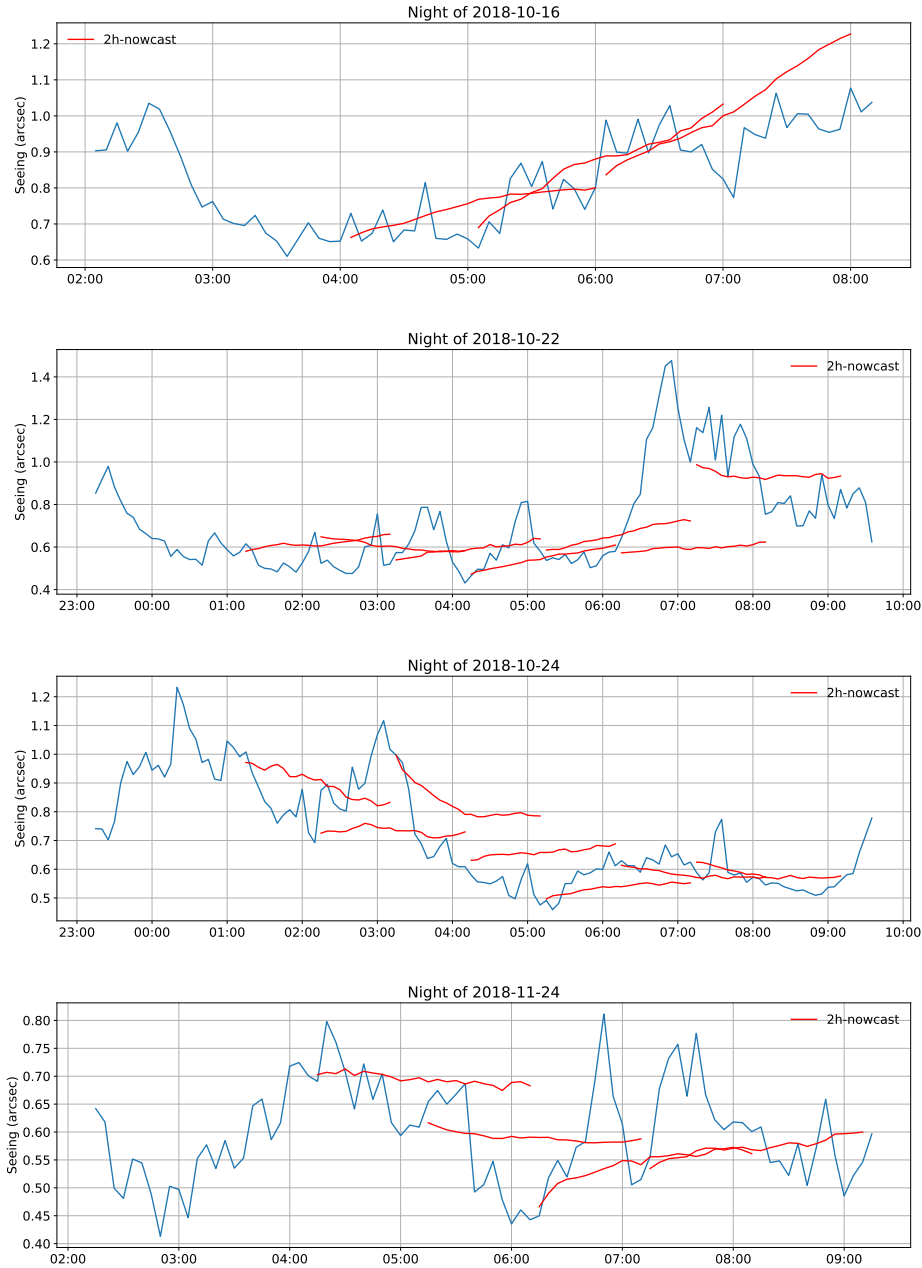 Night of 2018-10-16
2h-nowcast
Seeing (arcsec)
1.2
1.1
1.0
0.9
0.8
0.7
0.6
02:00 03:00 04:00 05:00 06:00 07:00 08:00
Night of 2018-10-22
2h-nowcast
Seeing (arcsec)
1.4
1.2
1.0
0.8
0.6
0.4
23:00 00:00 01:00 02:00 03:00 04:00 05:00 06:00 07:00 08:00 09:00 10:00
Night of 2018-10-24
2h-nowcast
Seeing (arcsec)
1.2
1.1
1.0
0.9
0.8
0.7
0.6
0.5
23:00 00:00 01:00 02:00 03:00 04:00 05:00 06:00 07:00 08:00 09:00 10:00
Night of 2018-11-24
2h-nowcast
Seeing (arcsec)
0.80
0.75
0.70
0.65
0.60
0.55
0.50
0.45
0.40
02:00 03:00 04:00 05:00 06:00 07:00 08:00 09:00